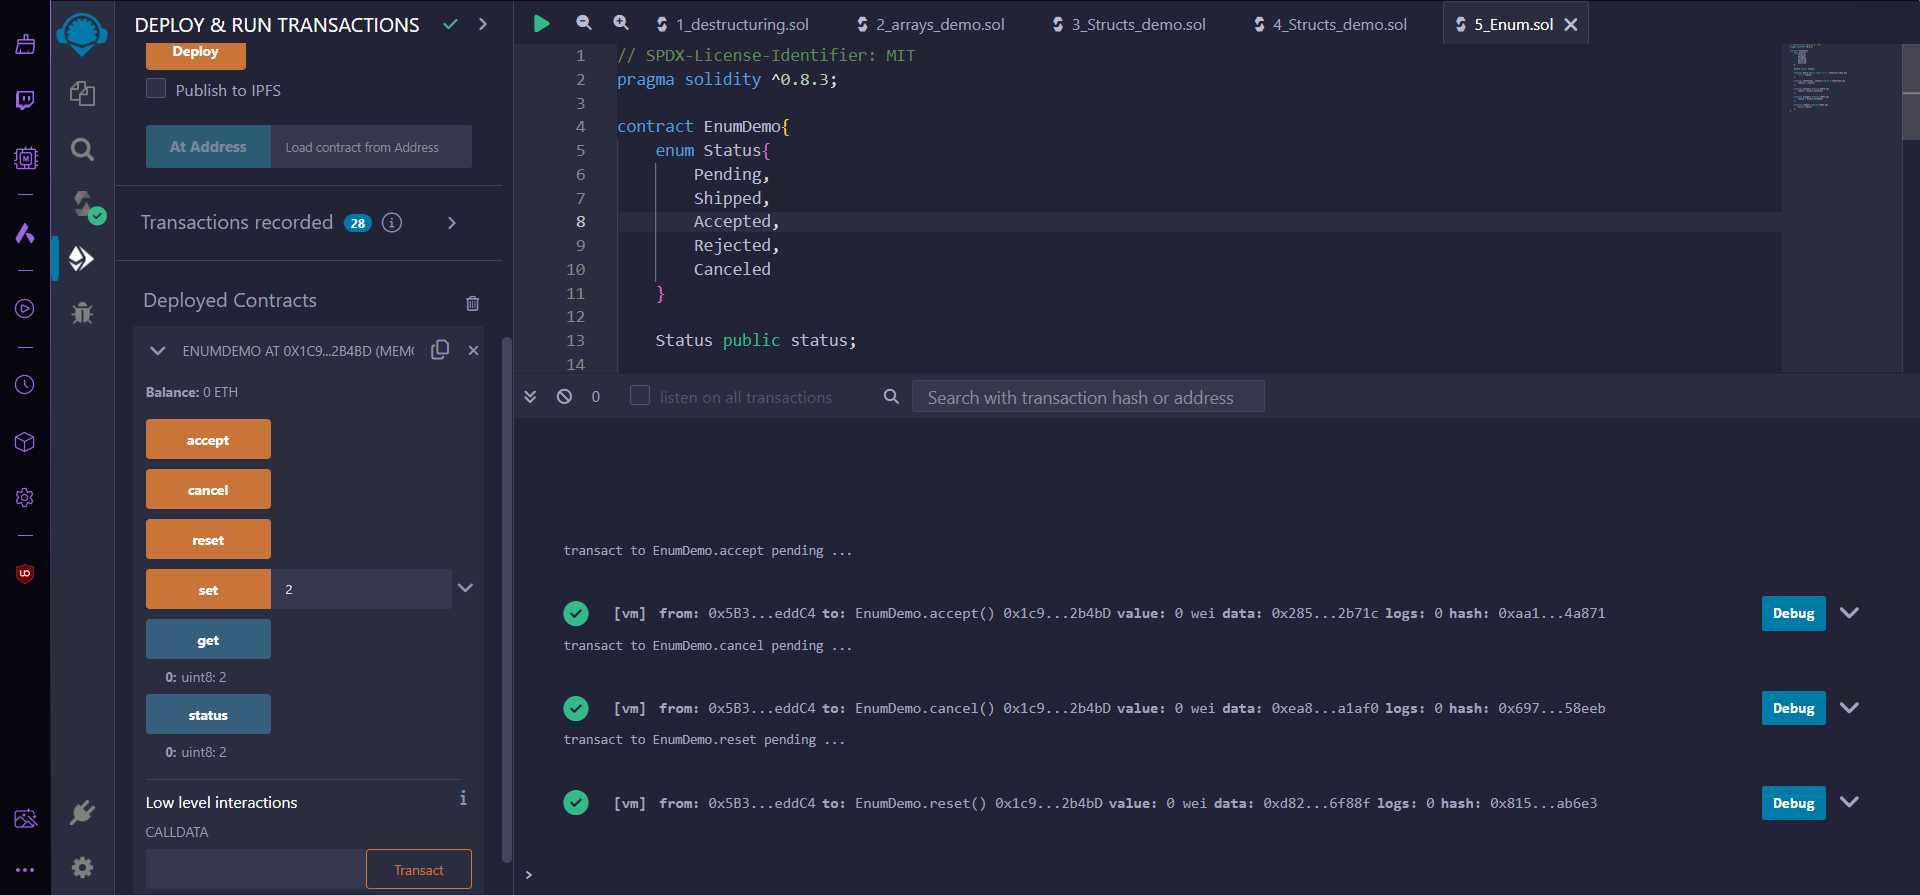 DEPLOY & RUN TRANSACTIONS
Deploy
Publish to IPFS
At Address
Load contract from Address
Transactions recorded 28
Deployed Contracts
ENUMDEMO AT 0X1C9...2B4BD (MEMO
Balance: 0 ETH
accept
cancel
reset
set 2
get
0: uint8: 2
status
0: uint8: 2
Low level interactions
CALLDATA
Transact
1_destructuring.sol
2_arrays_demo.sol
3_Structs_demo.sol
4_Structs_demo.sol
5_Enum.sol
1 // SPDX-License-Identifier: MIT
2 pragma solidity ^0.8.3;
3
4 contract EnumDemo{
5 enum Status{
6 Pending,
7 Shipped,
8 Accepted,
9 Rejected,
10 Canceled
11 }
12
13 Status public status;
14
0 listen on all transactions Search with transaction hash or address
transact to EnumDemo.accept pending ...
[vm] from: 0x5B3...eddC4 to: EnumDemo.accept() 0x1c9...2b4bD value: 0 wei data: 0x285...2b71c logs: 0 hash: 0xaa1...4a871 Debug
transact to EnumDemo.cancel pending ...
[vm] from: 0x5B3...eddC4 to: EnumDemo.cancel() 0x1c9...2b4bD value: 0 wei data: 0xea8...a1af0 logs: 0 hash: 0x697...58eeb Debug
transact to EnumDemo.reset pending ...
[vm] from: 0x5B3...eddC4 to: EnumDemo.reset() 0x1c9...2b4bD value: 0 wei data: 0xd82...6f88f logs: 0 hash: 0x815...ab6e3 Debug
>